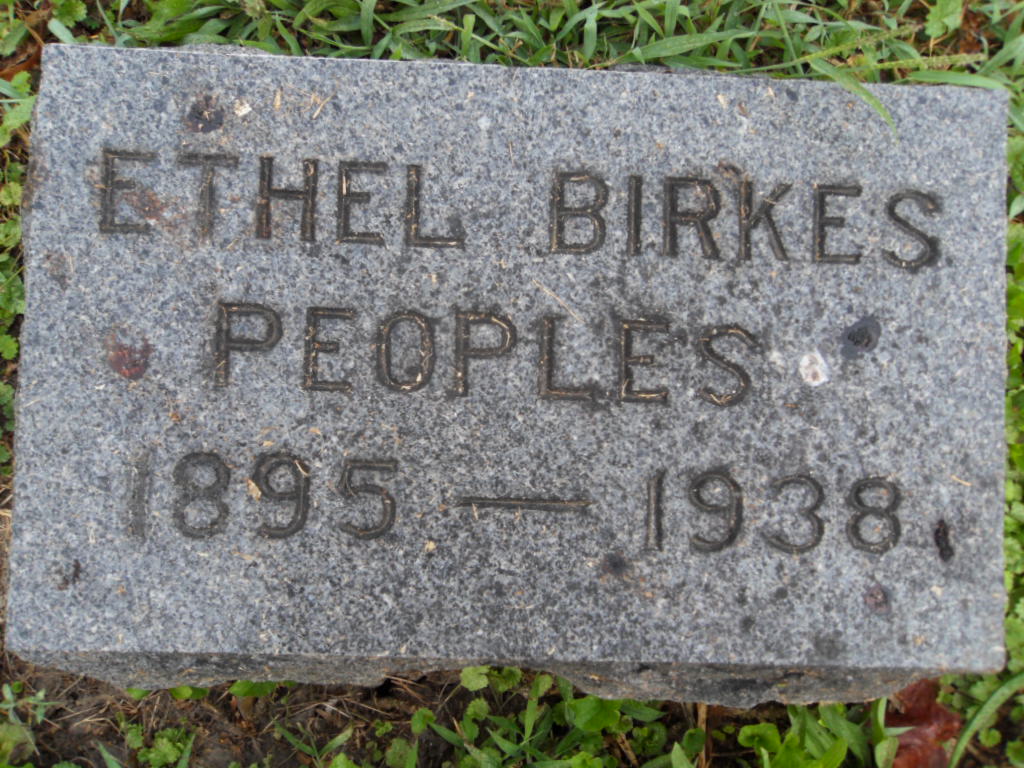 ETHEL BIRKES
PEOPLES
1895 — 1938